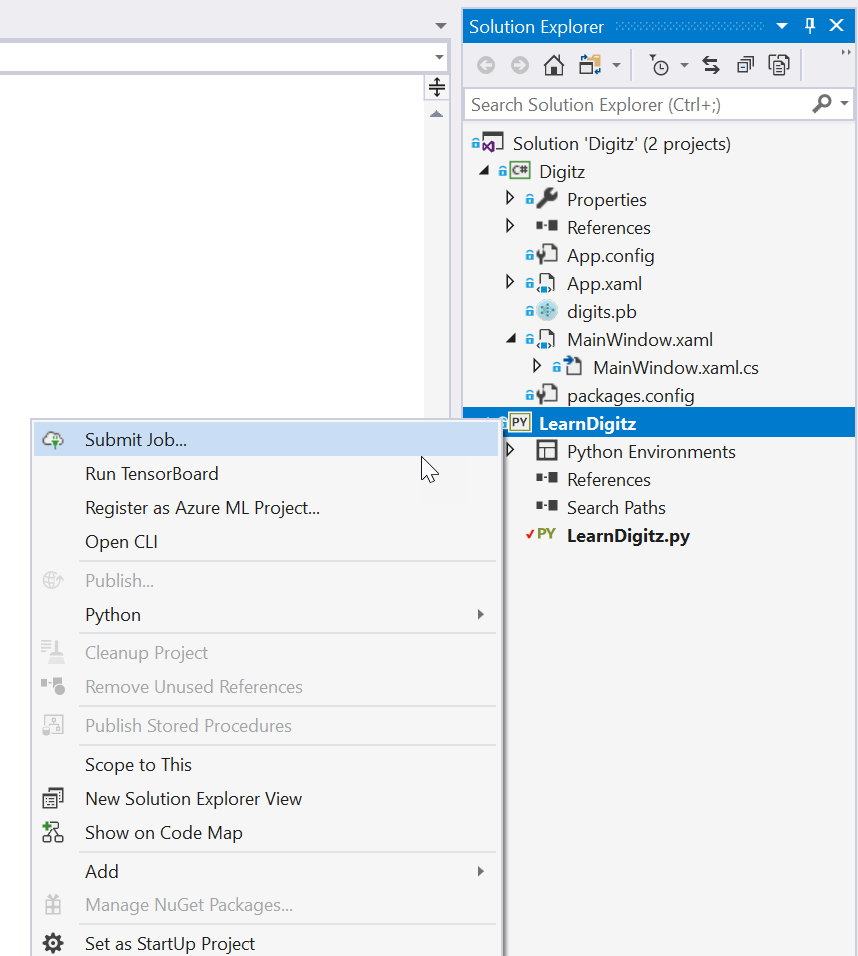 Solution Explorer
Search Solution Explorer (Ctrl+;)
Solution 'Digitz' (2 projects)
C# Digitz
Properties
References
App.config
App.xaml
digits.pb
MainWindow.xaml
MainWindow.xaml.cs
packages.config
PY LearnDigitz
Python Environments
References
Search Paths
PY LearnDigitz.py
Submit Job...
Run TensorBoard
Register as Azure ML Project...
Open CLI
Publish...
Python
Cleanup Project
Remove Unused References
Publish Stored Procedures
Scope to This
New Solution Explorer View
Show on Code Map
Add
Manage NuGet Packages...
Set as StartUp Project